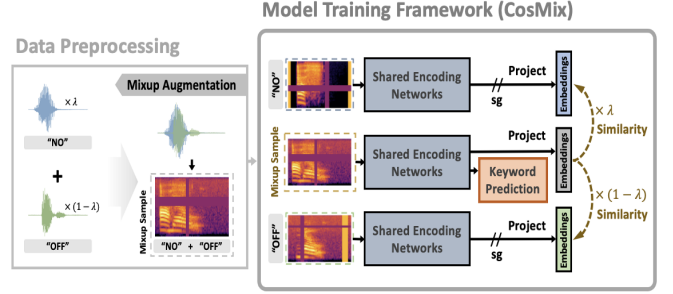 Model Training Framework (CosMix)
Data Preprocessing
Mixup Augmentation
× λ
"NO"
+
× (1 − λ)
"OFF"
Mixup Sample
"NO" + "OFF"
"NO"
Shared Encoding
Networks
Project
sg
Embeddings
× λ
Similarity
Mixup Sample
Shared Encoding
Networks
Project
Keyword
Prediction
Embeddings
× (1 − λ)
Similarity
"OFF"
Shared Encoding
Networks
Project
sg
Embeddings